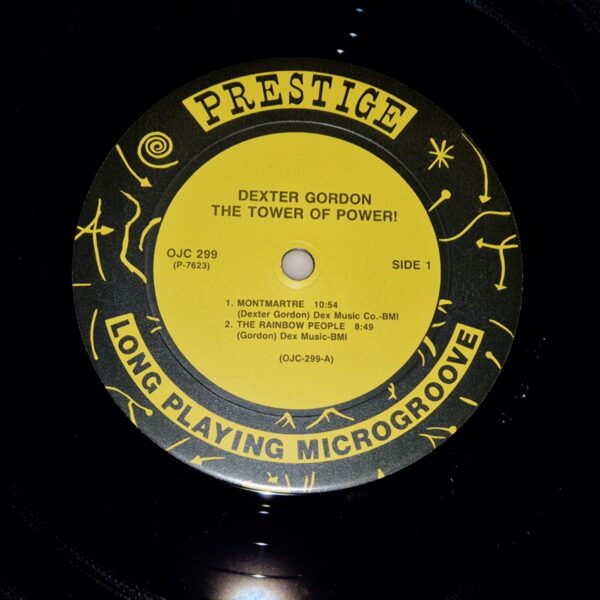 PRESTIGE
DEXTER GORDON
THE TOWER OF POWER!
OJC 299
(P-7623)
SIDE 1
1. MONTMARTRE 10:54
(Dexter Gordon) Dex Music Co.-BMI
2. THE RAINBOW PEOPLE 8:49
(Gordon) Dex Music-BMI
(OJC-299-A)
LONG PLAYING MICROGROOVE